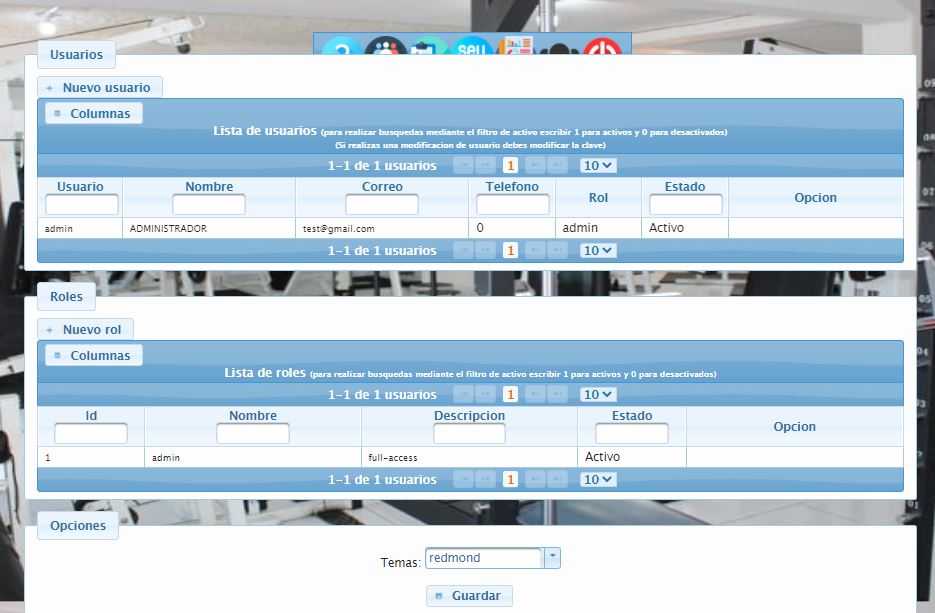 Usuarios
Nuevo usuario
Columnas
Lista de usuarios (para realizar busquedas mediante el filtro de activo escribir 1 para activos y 0 para desactivados)
(Si realizas una modificacion de usuario debes modificar la clave)
1-1 de 1 usuarios 1 10
Usuario Nombre Correo Telefono Rol Estado Opcion
admin ADMINISTRADOR test@gmail.com 0 admin Activo
1-1 de 1 usuarios 1 10
Roles
Nuevo rol
Columnas
Lista de roles (para realizar busquedas mediante el filtro de activo escribir 1 para activos y 0 para desactivados)
1-1 de 1 usuarios 1 10
Id Nombre Descripcion Estado Opcion
1 admin full-access Activo
1-1 de 1 usuarios 1 10
Opciones
Temas: redmond
Guardar